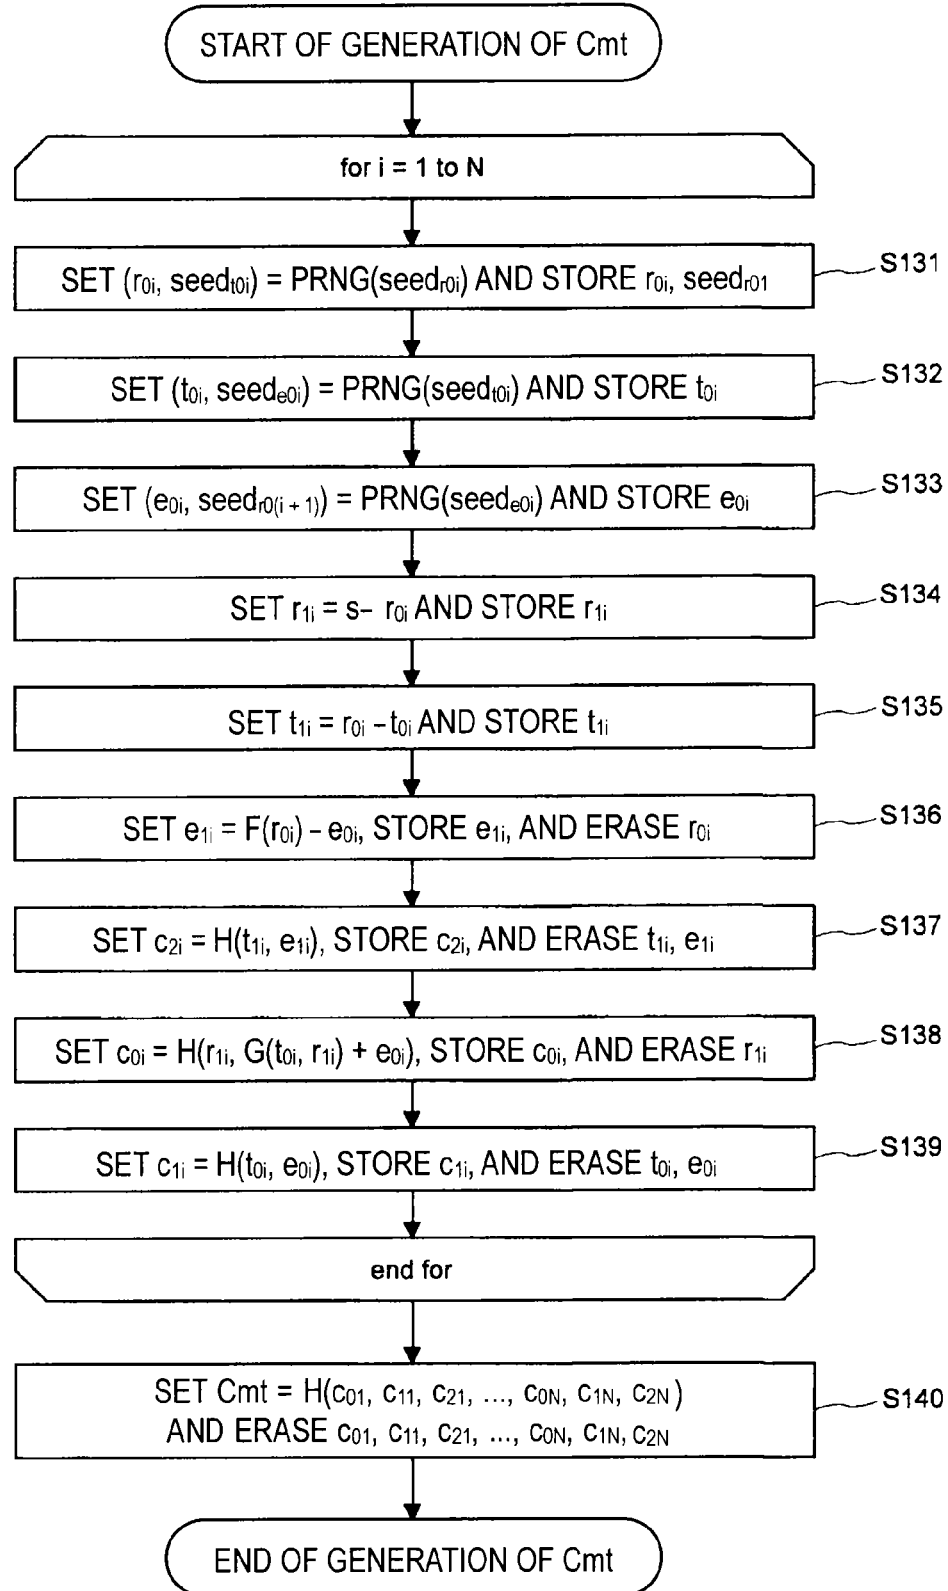 START OF GENERATION OF Cmt
for i = 1 to N
SET (r₀ᵢ, seedₜ₀ᵢ) = PRNG(seedᵣ₀ᵢ) AND STORE r₀ᵢ, seedᵣ₀₁
S131
SET (t₀ᵢ, seedₑ₀ᵢ) = PRNG(seedₜ₀ᵢ) AND STORE t₀ᵢ
S132
SET (e₀ᵢ, seedᵣ₀₍ᵢ ₊ ₁₎) = PRNG(seedₑ₀ᵢ) AND STORE e₀ᵢ
S133
SET r₁ᵢ = s– r₀ᵢ AND STORE r₁ᵢ
S134
SET t₁ᵢ = r₀ᵢ – t₀ᵢ AND STORE t₁ᵢ
S135
SET e₁ᵢ = F(r₀ᵢ) – e₀ᵢ, STORE e₁ᵢ, AND ERASE r₀ᵢ
S136
SET c₂ᵢ = H(t₁ᵢ, e₁ᵢ), STORE c₂ᵢ, AND ERASE t₁ᵢ, e₁ᵢ
S137
SET c₀ᵢ = H(r₁ᵢ, G(t₀ᵢ, r₁ᵢ) + e₀ᵢ), STORE c₀ᵢ, AND ERASE r₁ᵢ
S138
SET c₁ᵢ = H(t₀ᵢ, e₀ᵢ), STORE c₁ᵢ, AND ERASE t₀ᵢ, e₀ᵢ
S139
end for
SET Cmt = H(c₀₁, c₁₁, c₂₁, ..., c₀N, c₁N, c₂N)
AND ERASE c₀₁, c₁₁, c₂₁, ..., c₀N, c₁N, c₂N
S140
END OF GENERATION OF Cmt